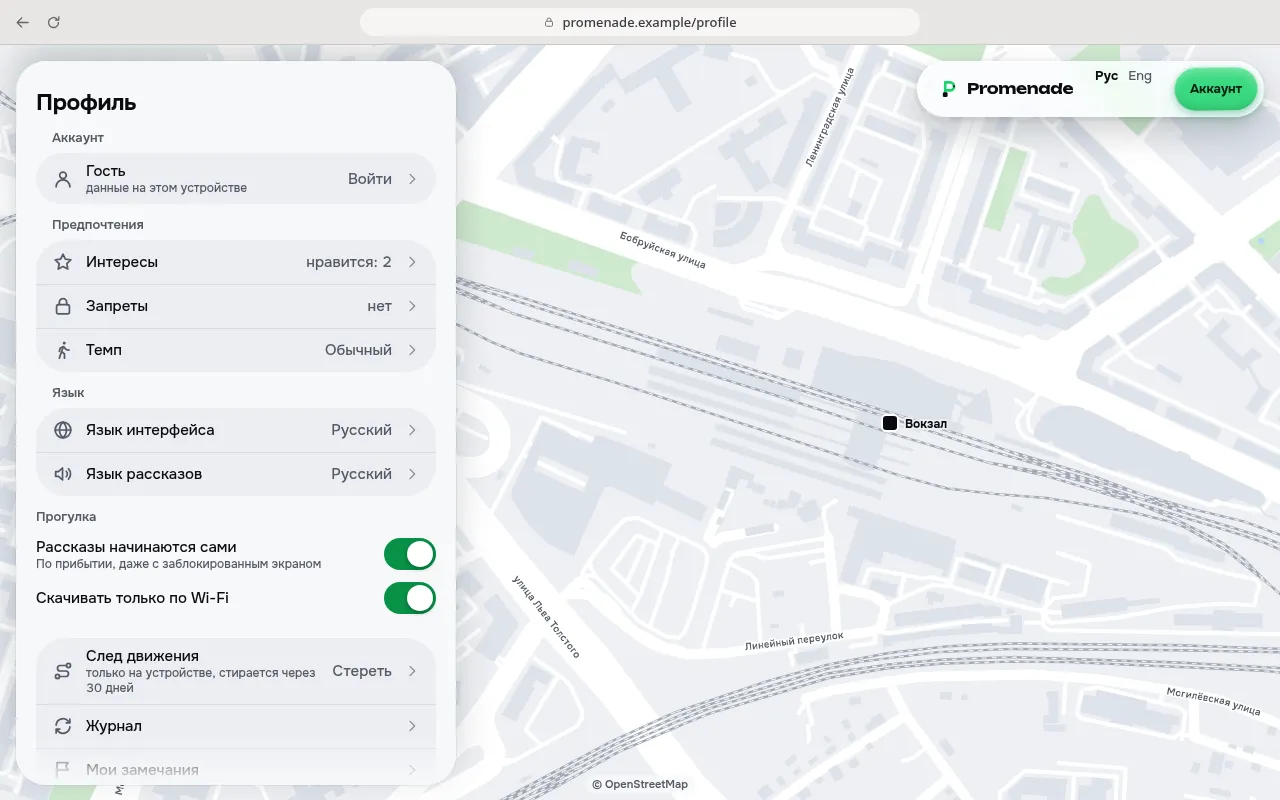 promenade.example/profile
Профиль
Аккаунт
Гость
данные на этом устройстве
Войти
Предпочтения
Интересы
нравится: 2
Запреты
нет
Темп
Обычный
Язык
Язык интерфейса
Русский
Язык рассказов
Русский
Прогулка
Рассказы начинаются сами
По прибытии, даже с заблокированным экраном
Скачивать только по Wi-Fi
След движения
только на устройстве, стирается через
30 дней
Стереть
Журнал
Мои замечания
Promenade
Рус Eng
Аккаунт
Ленинградская улица
Бобруйская улица
Вокзал
улица Льва Толстого
Линейный переулок
Могилёвская улица
© OpenStreetMap